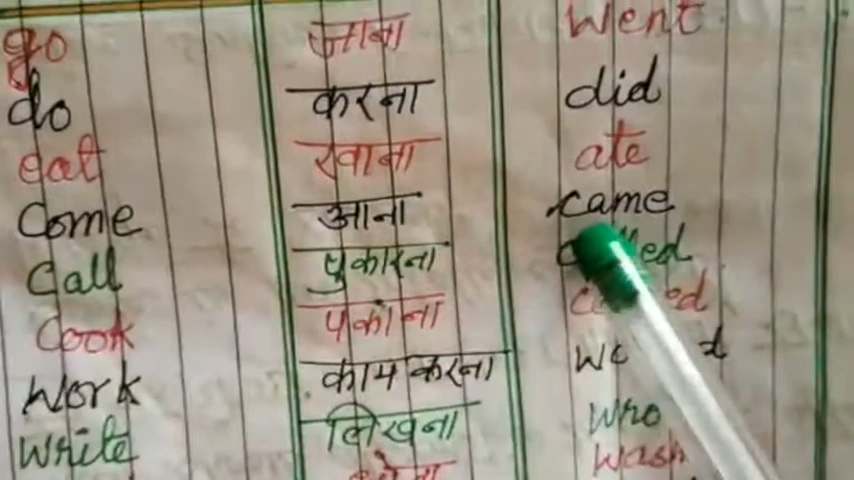 go जाना went
do करना did
eat खाना ate
Come आना came
Call पुकारना
Cook पकाना
Work काम करना
Write लिखना